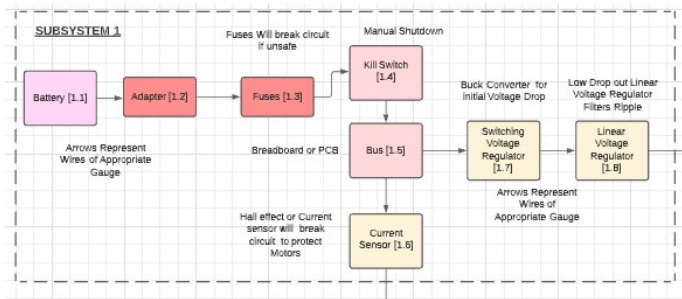 SUBSYSTEM 1
Fuses Will break circuit
if unsafe
Manual Shutdown
Battery [1.1]
Adapter [1.2]
Fuses [1.3]
Kill Switch
[1.4]
Arrows Represent
Wires of Appropriate
Gauge
Breadboard or PCB
Bus [1.5]
Buck Converter for
Initial Voltage Drop
Low Drop out Linear
Voltage Regulator
Filters Ripple
Switching
Voltage
Regulator
[1.7]
Linear
Voltage
Regulator
[1.8]
Arrows Represent
Wires of
Appropriate Gauge
Hall effect or Current
sensor will break
circuit to protect
Motors
Current
Sensor [1.6]